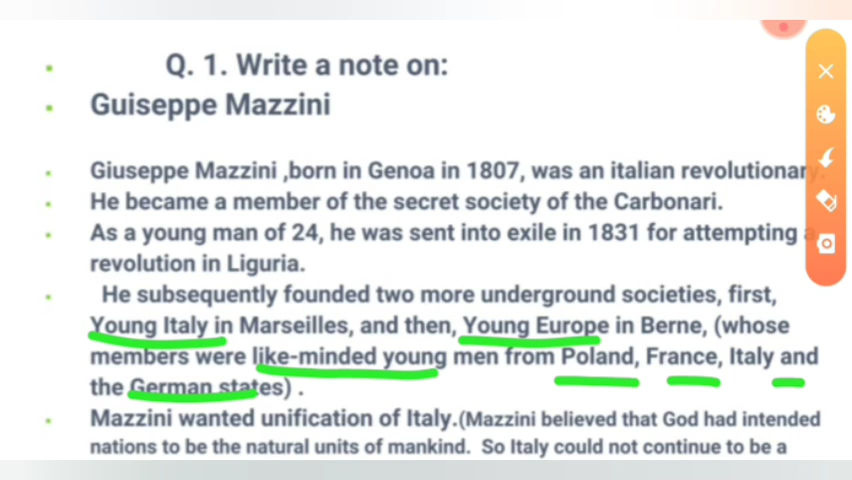 Q. 1. Write a note on:
Guiseppe Mazzini
Giuseppe Mazzini ,born in Genoa in 1807, was an italian revolutionary.
He became a member of the secret society of the Carbonari.
As a young man of 24, he was sent into exile in 1831 for attempting a
revolution in Liguria.
He subsequently founded two more underground societies, first,
Young Italy in Marseilles, and then, Young Europe in Berne, (whose
members were like-minded young men from Poland, France, Italy and
the German states) .
Mazzini wanted unification of Italy.(Mazzini believed that God had intended
nations to be the natural units of mankind. So Italy could not continue to be a